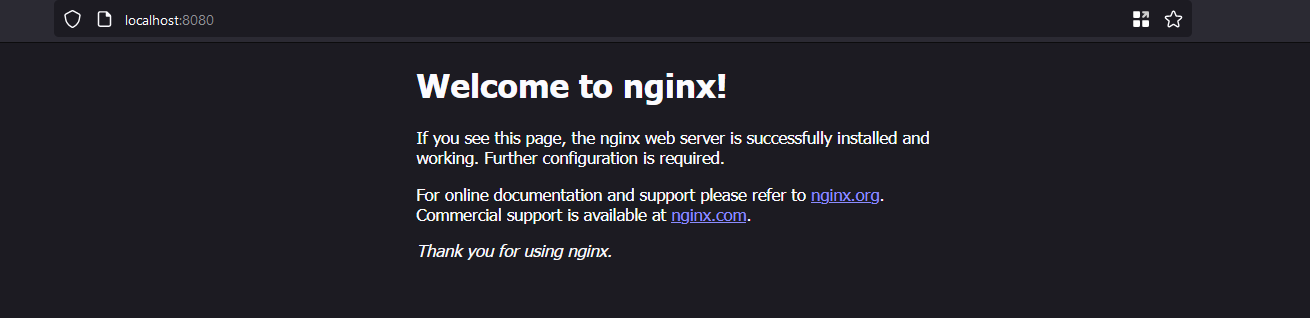 localhost:8080
Welcome to nginx!
If you see this page, the nginx web server is successfully installed and
working. Further configuration is required.
For online documentation and support please refer to nginx.org.
Commercial support is available at nginx.com.
Thank you for using nginx.